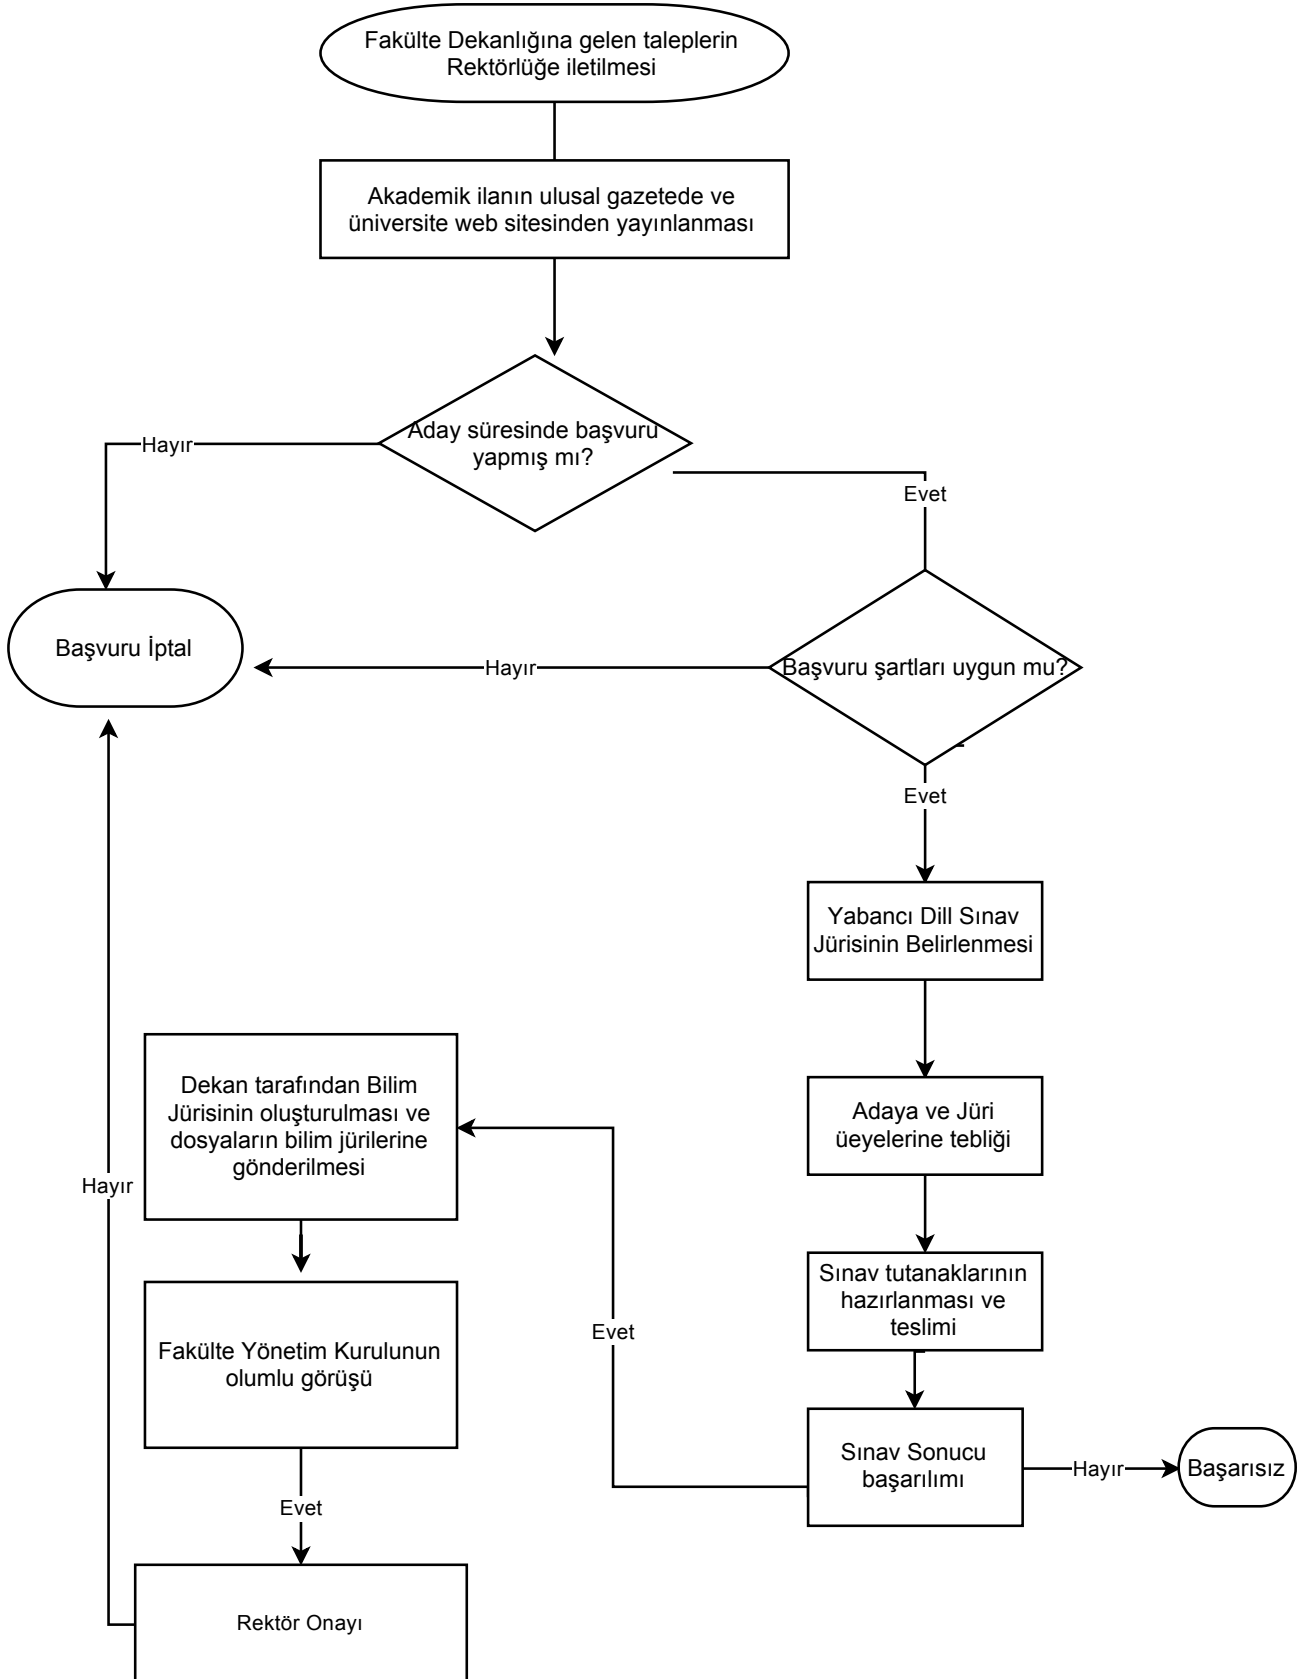 Fakülte Dekanlığına gelen taleplerin
Rektörlüğe iletilmesi
Akademik ilanın ulusal gazetede ve
üniversite web sitesinden yayınlanması
Aday süresinde başvuru
yapmış mı?
Hayır
Evet
Başvuru İptal
Hayır
Başvuru şartları uygun mu?
Evet
Yabancı Dill Sınav
Jürisinin Belirlenmesi
Dekan tarafından Bilim
Jürisinin oluşturulması ve
dosyaların bilim jürilerine
gönderilmesi
Adaya ve Jüri
üeyelerine tebliği
Hayır
Sınav tutanaklarının
hazırlanması ve
teslimi
Evet
Fakülte Yönetim Kurulunun
olumlu görüşü
Sınav Sonucu
başarılımı
Hayır
Başarısız
Evet
Rektör Onayı